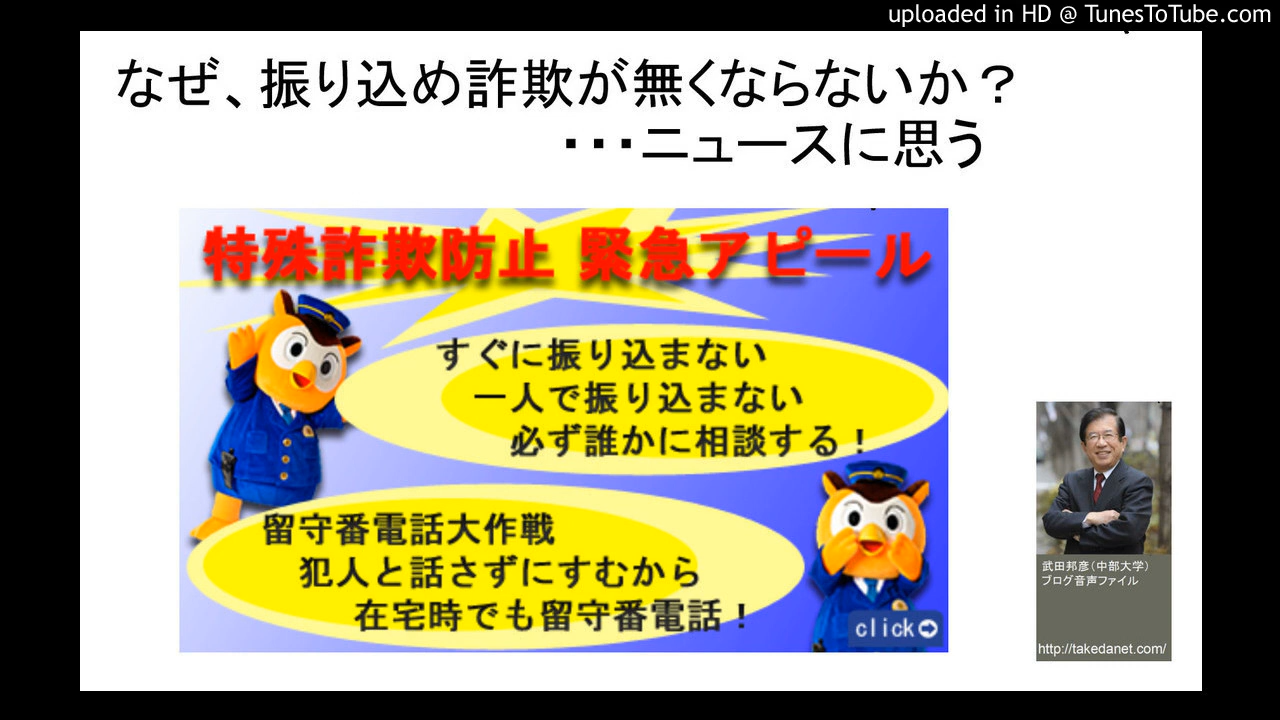 uploaded in HD @ TunesToTube.com
なぜ、振り込め詐欺が無くならないか？
・・・ニュースに思う
特殊詐欺防止 緊急アピール
すぐに振り込まない
一人で振り込まない
必ず誰かに相談する！
留守番電話大作戦
犯人と話さずにすむから
在宅時でも留守番電話！
click
武田邦彦（中部大学）
ブログ音声ファイル
http://takedanet.com/